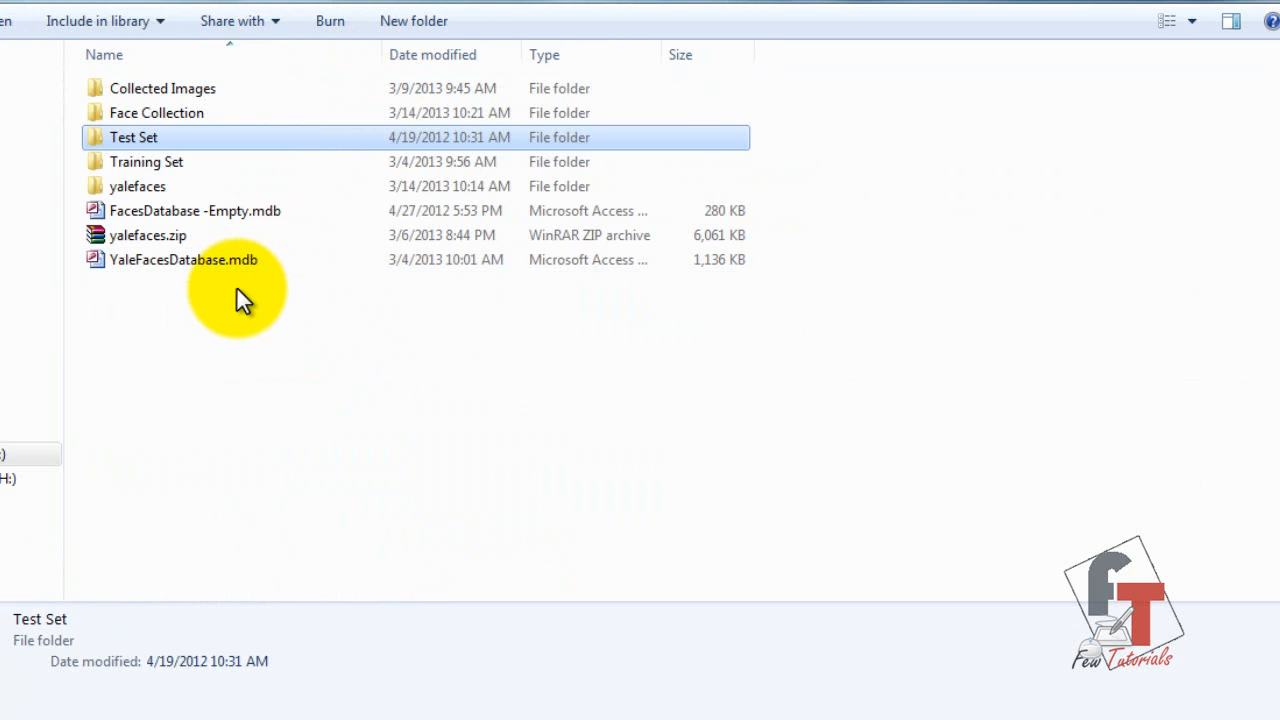 en Include in library Share with Burn New folder
Name Date modified Type Size
Collected Images 3/9/2013 9:45 AM File folder
Face Collection 3/14/2013 10:21 AM File folder
Test Set 4/19/2012 10:31 AM File folder
Training Set 3/4/2013 9:56 AM File folder
yalefaces 3/14/2013 10:14 AM File folder
FacesDatabase -Empty.mdb 4/27/2012 5:53 PM Microsoft Access ... 280 KB
yalefaces.zip 3/6/2013 8:44 PM WinRAR ZIP archive 6,061 KB
YaleFacesDatabase.mdb 3/4/2013 10:01 AM Microsoft Access ... 1,136 KB
:)
H:)
Test Set
File folder
Date modified: 4/19/2012 10:31 AM
fT
Few Tutorials